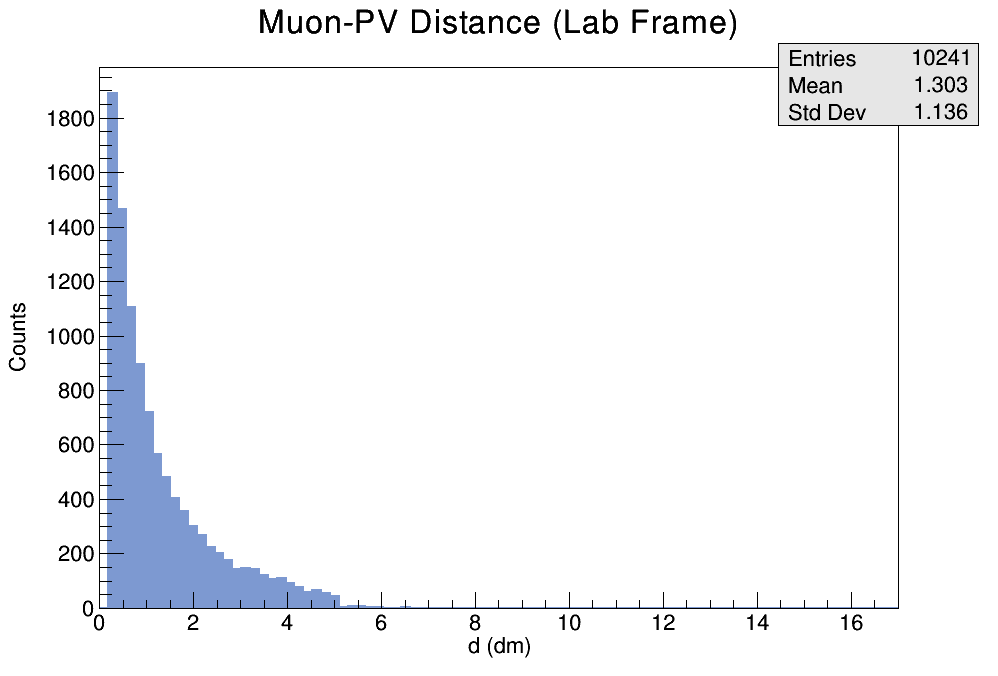 Muon-PV Distance (Lab Frame)
Entries 10241
Mean 1.303
Std Dev 1.136
1800
1600
1400
1200
1000
800
600
400
200
0
Counts
0 2 4 6 8 10 12 14 16
d (dm)